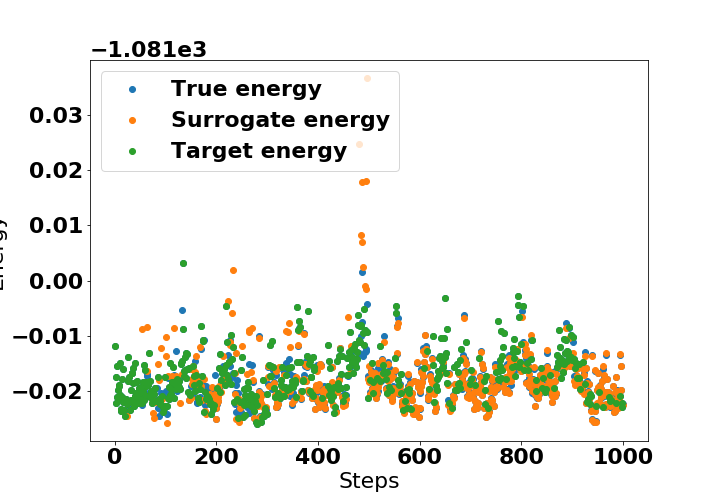 −1.081e3
True energy
Surrogate energy
Target energy
0.03
0.02
0.01
0.00
−0.01
−0.02
Energy
0 200 400 600 800 1000
Steps